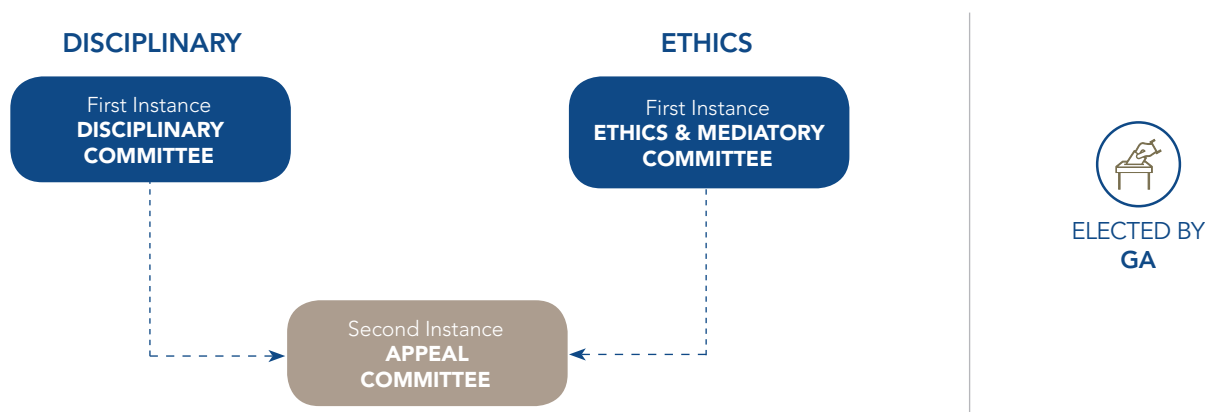 DISCIPLINARY
First Instance
DISCIPLINARY
COMMITTEE
ETHICS
First Instance
ETHICS & MEDIATORY
COMMITTEE
Second Instance
APPEAL
COMMITTEE
ELECTED BY
GA